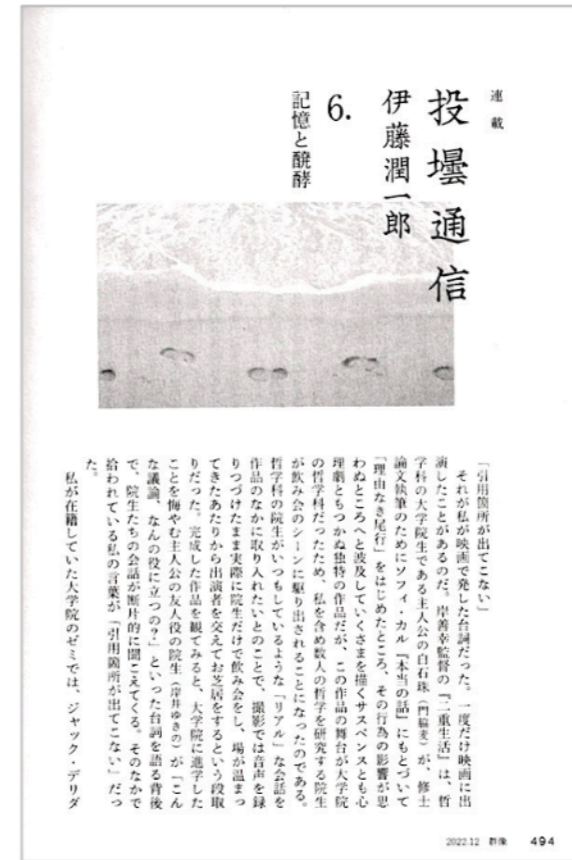 連載
投壜通信
伊藤潤一郎
6.
記憶と醗酵
「引用箇所が出てこない」
それが私が映画で発した台詞だった。一度だけ映画に出
演したことがあるのだ。岸善幸監督の『二重生活』は、哲
学科の大学院生である主人公の白石珠（門脇麦）が、修士
論文執筆のためにソフィ・カル『本当の話』にもとづいて
「理由なき尾行」をはじめたところ、その行為の影響が思
わぬところへと波及していくさまを描くサスペンスとも心
理劇ともつかぬ独特の作品だが、この作品の舞台が大学院
の哲学科だったため、私を含め数人の哲学を研究する院生
が飲み会のシーンに駆り出されることになったのである。
哲学科の院生がいつもしているような「リアル」な会話を
作品のなかに取り入れたいとのことで、撮影では音声を録
りつづけたまま実際に院生だけで飲み会をし、場が温まっ
てきたあたりから出演者を交えてお芝居をするという段取
りだった。完成した作品を観てみると、大学院に進学した
ことを悔やむ主人公の友人役の院生（岸井ゆきの）が「こん
な議論、なんの役に立つの？」といった台詞を語る背後
で、院生たちの会話が断片的に聞こえてくる。そのなかで
拾われている私の言葉が「引用箇所が出てこない」だっ
た。
私が在籍していた大学院のゼミでは、ジャック・デリダ
2022.12 群像 494